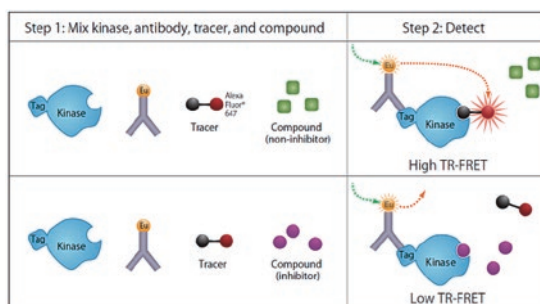 Step 1: Mix kinase, antibody, tracer, and compound
Step 2: Detect
Eu
Tag
Kinase
Eu
Alexa
Fluor®
647
Tracer
Compound
(non-inhibitor)
Tag
Kinase
High TR-FRET
Eu
Tag
Kinase
Eu
Tracer
Compound
(inhibitor)
Tag
Kinase
Low TR-FRET